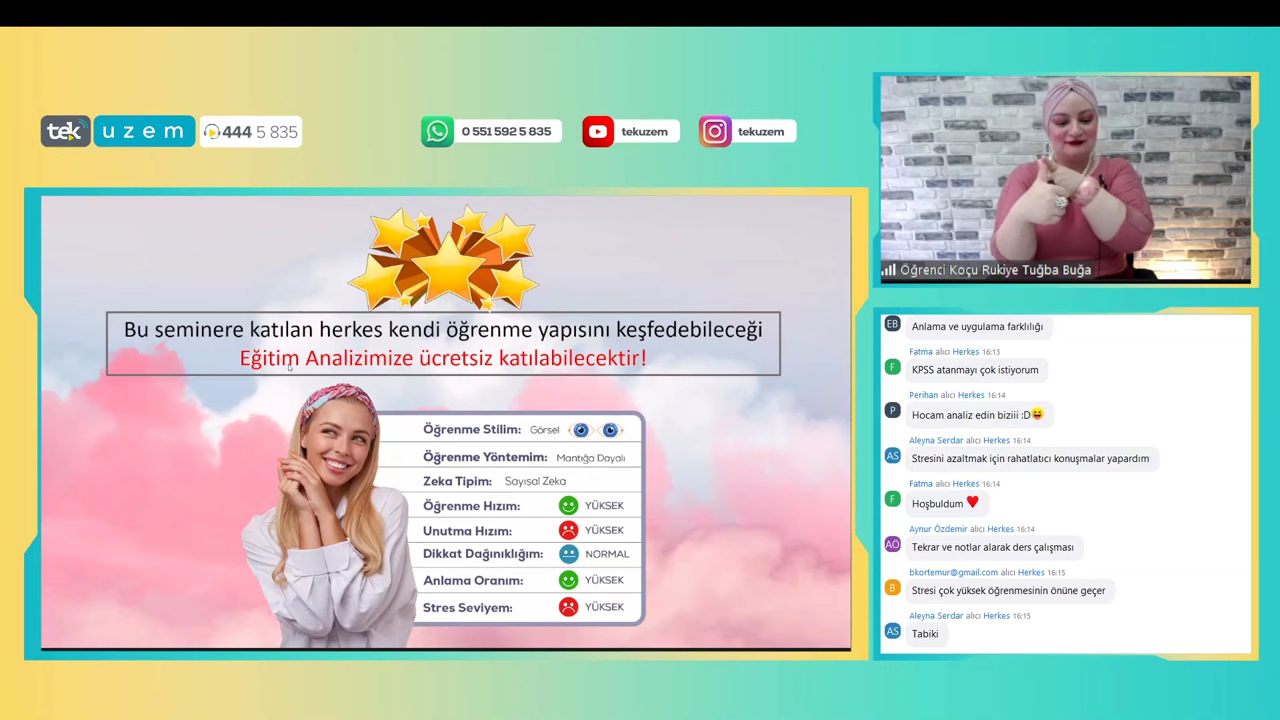 tek uzem 444 5 835
0 551 592 5 835
tekuzem
tekuzem
Bu seminere katılan herkes kendi öğrenme yapısını keşfedebileceği
Eğitim Analizimize ücretsiz katılabilecektir!
Öğrenme Stilim: Görsel
Öğrenme Yöntemim: Mantığa Dayalı
Zeka Tipim: Sayısal Zeka
Öğrenme Hızım: YÜKSEK
Unutma Hızım: YÜKSEK
Dikkat Dağınıklığım: NORMAL
Anlama Oranım: YÜKSEK
Stres Seviyem: YÜKSEK
Öğrenci Koçu Rukiye Tuğba Buğa
EB Anlama ve uygulama farklılığı
Fatma alıcı Herkes 16:13
F KPSS atanmayı çok istiyorum
Perihan alıcı Herkes 16:14
P Hocam analiz edin biziii :D😝
Aleyna Serdar alıcı Herkes 16:14
AS Stresini azaltmak için rahatlatıcı konuşmalar yapardım
Fatma alıcı Herkes 16:14
F Hoşbuldum ♥
Aynur Özdemir alıcı Herkes 16:14
AÖ Tekrar ve notlar alarak ders çalışması
bkortemur@gmail.com alıcı Herkes 16:15
B Stresi çok yüksek öğrenmesinin önüne geçer
Aleyna Serdar alıcı Herkes 16:15
AS Tabiki